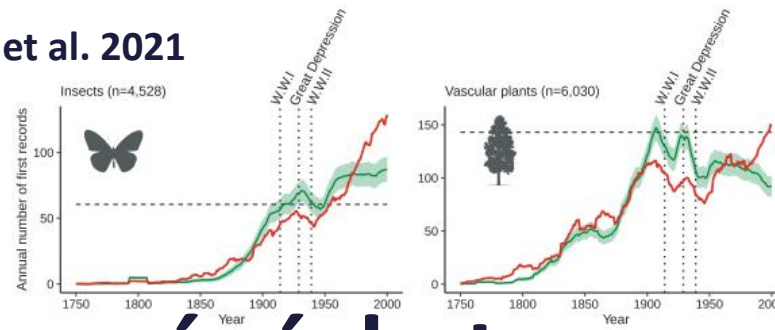 et al. 2021
Insects (n=4,528)
W.W.I
Great Depression
W.W.II
Annual number of first records
100
50
0
1750
1800
1850
1900
1950
2000
Year
Vascular plants (n=6,030)
W.W.I
Great Depression
W.W.II
150
100
50
0
1750
1800
1850
1900
1950
2000
Year